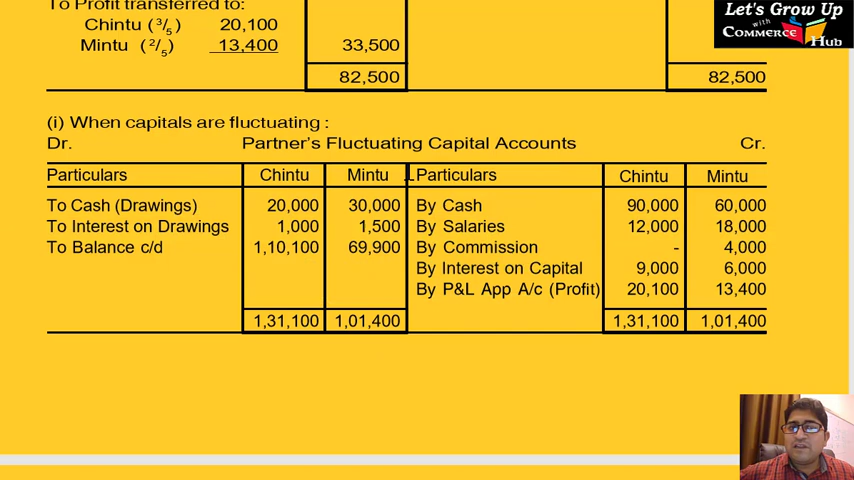 To Profit transferred to:
Chintu (3/5) 20,100
Mintu (2/5) 13,400 33,500
82,500 82,500
Let's Grow Up
with
COMMERCE Hub
(i) When capitals are fluctuating :
Dr. Partner's Fluctuating Capital Accounts Cr.
Particulars Chintu Mintu Particulars Chintu Mintu
To Cash (Drawings) 20,000 30,000 By Cash 90,000 60,000
To Interest on Drawings 1,000 1,500 By Salaries 12,000 18,000
To Balance c/d 1,10,100 69,900 By Commission - 4,000
By Interest on Capital 9,000 6,000
By P&L App A/c (Profit) 20,100 13,400
1,31,100 1,01,400 1,31,100 1,01,400